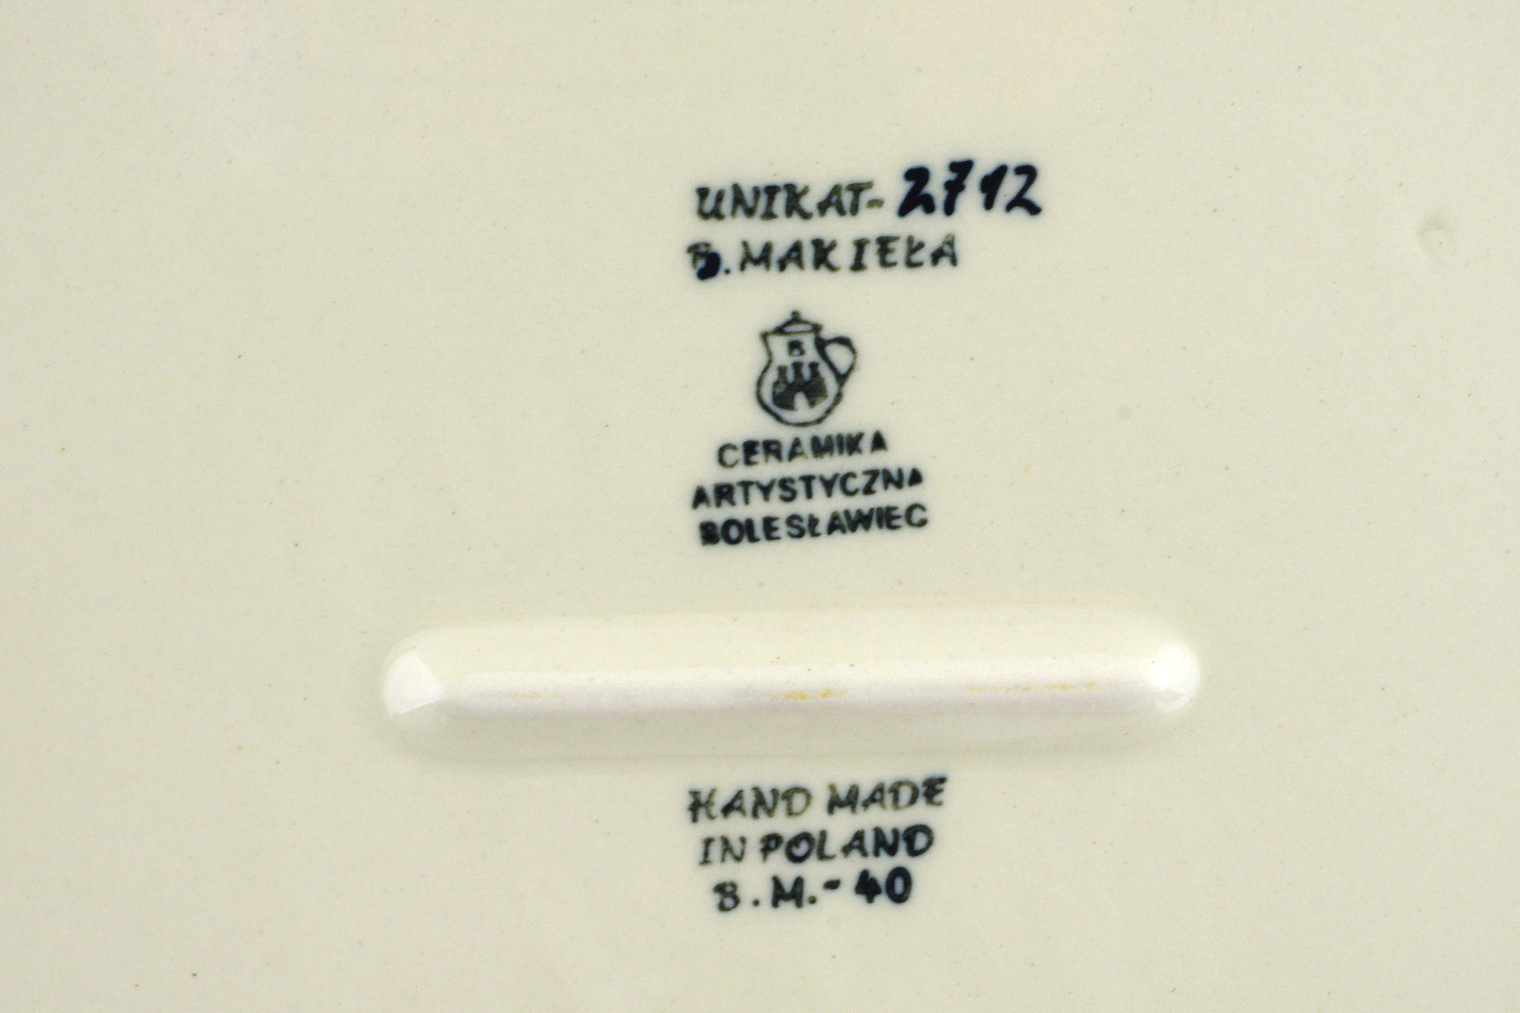 UNIKAT- 2712
B. MAKIEŁA
B
CERAMIKA
ARTYSTYCZNA
BOLESŁAWIEC
HAND MADE
IN POLAND
B.M.- 40